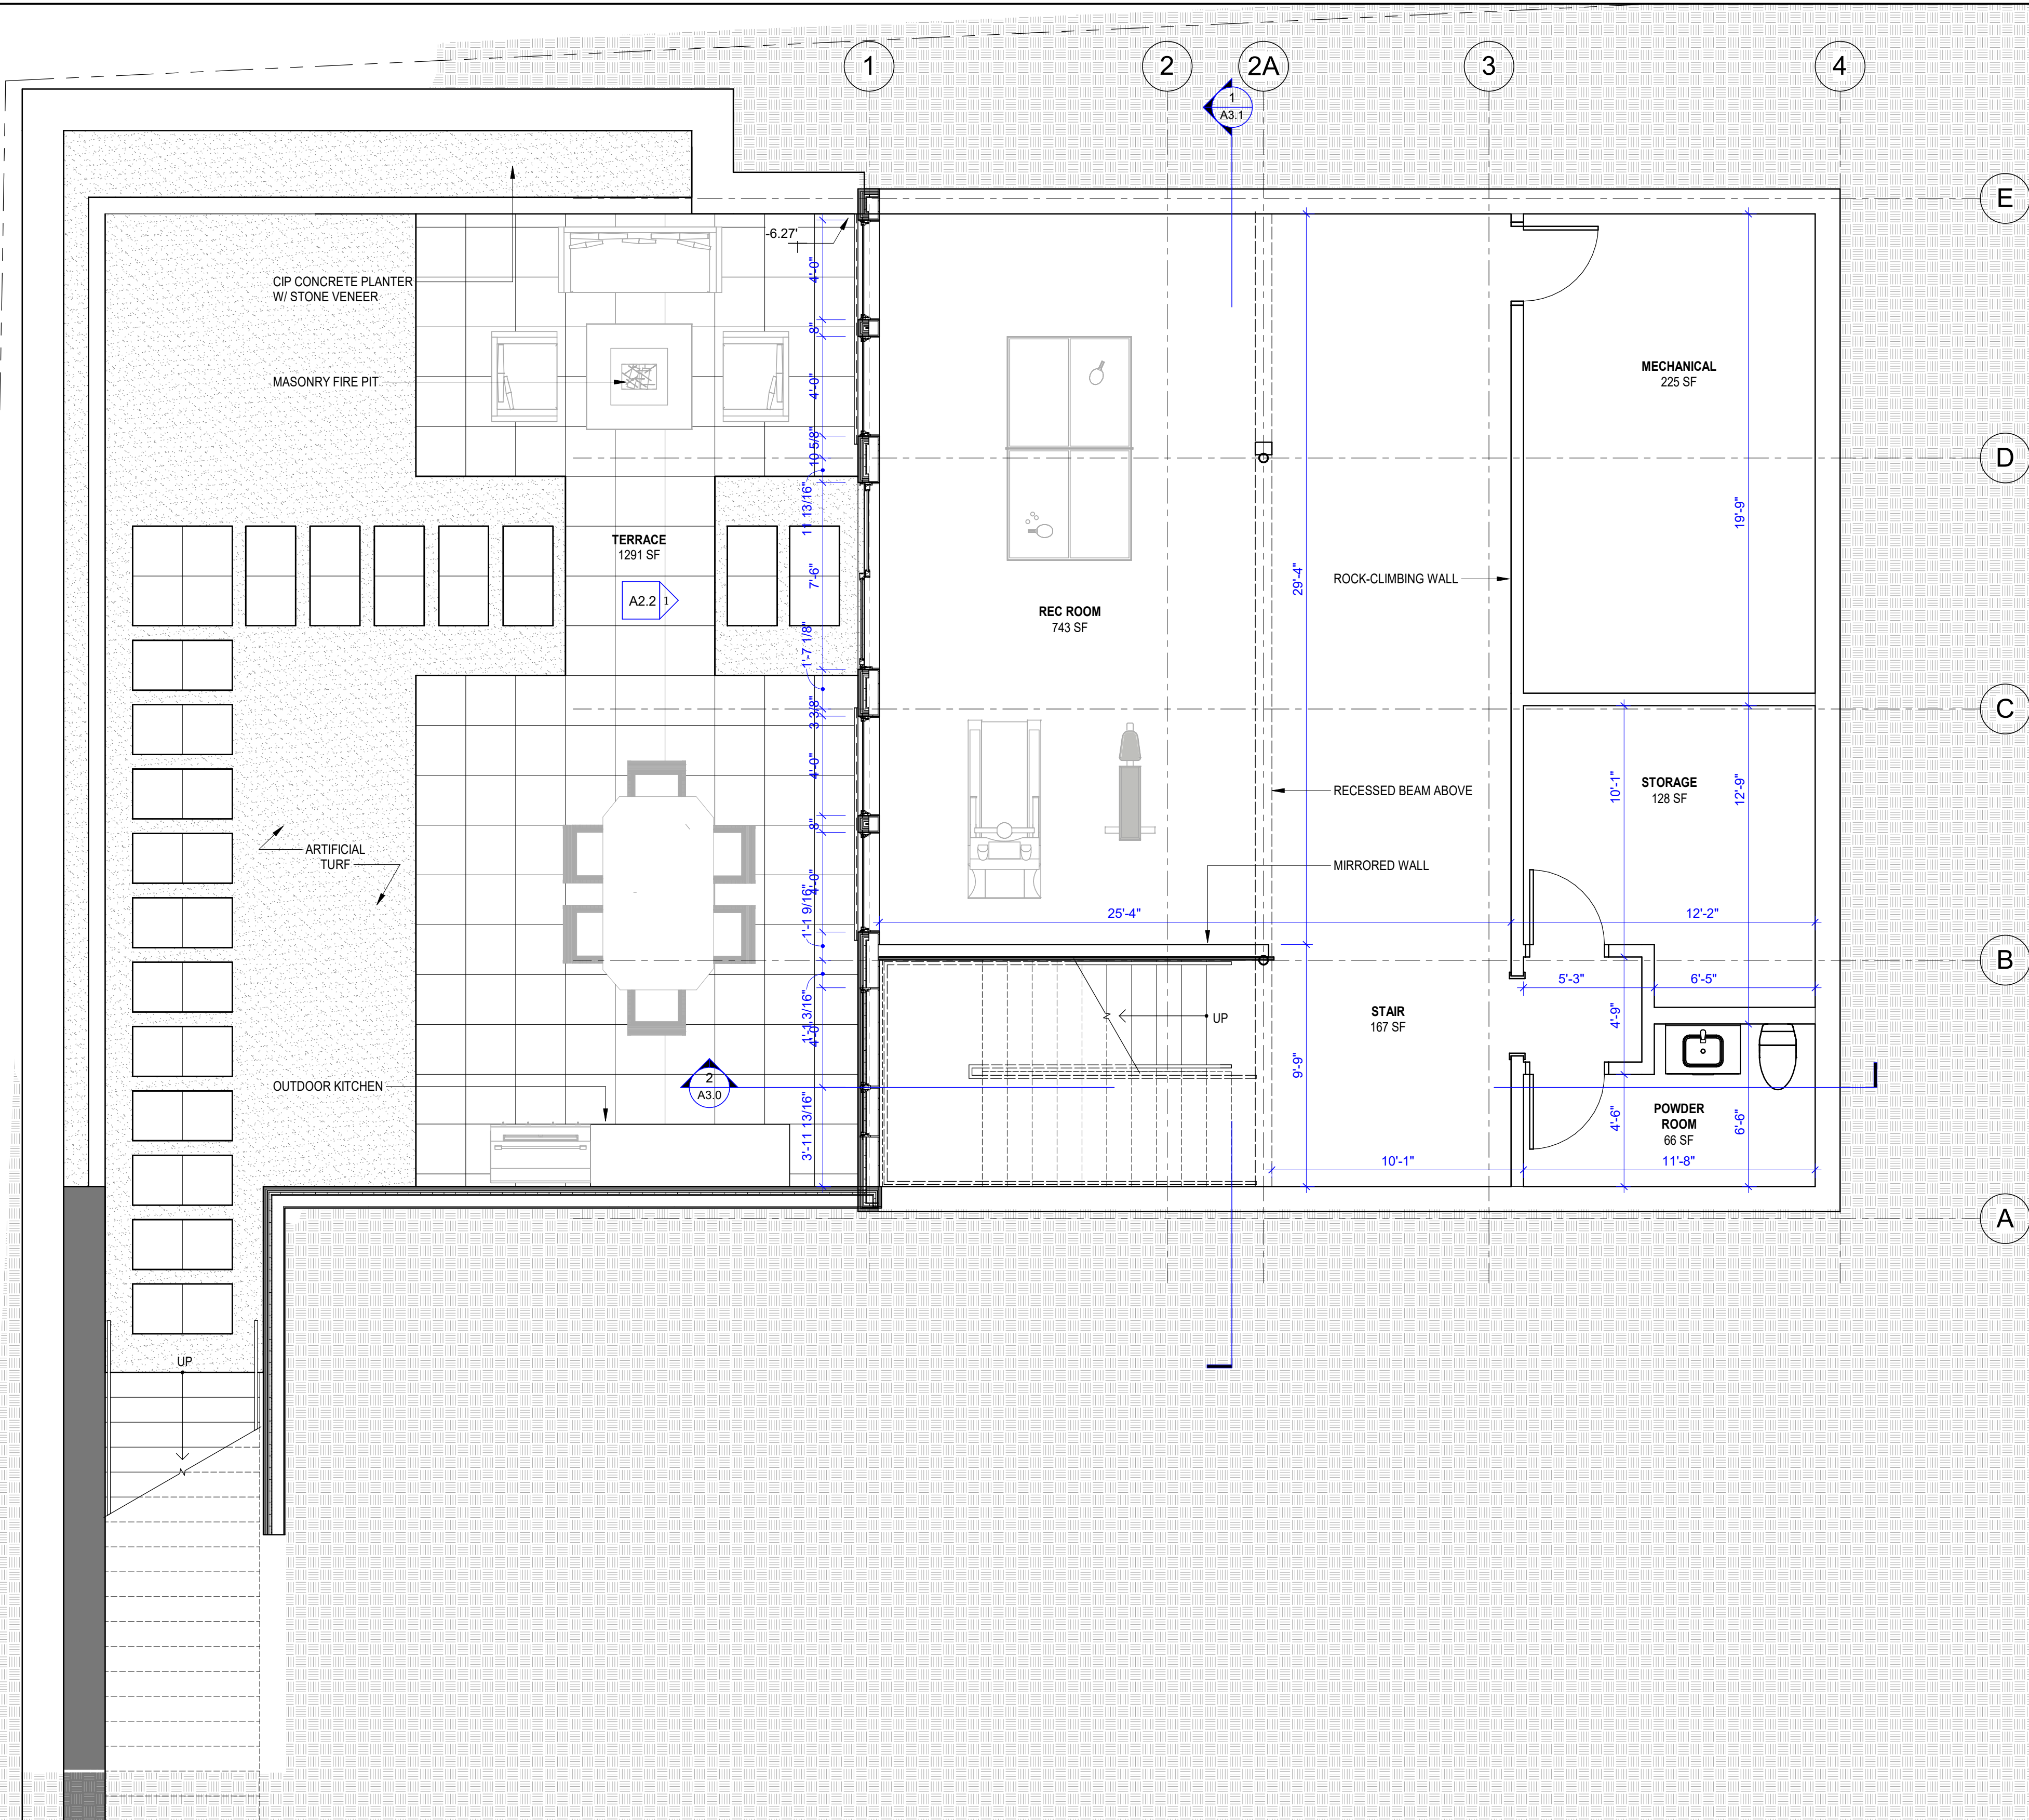 1
2
2A
3
4
1
A3.1
E
-6.27'
4'-0"
CIP CONCRETE PLANTER
W/ STONE VENEER
8"
MASONRY FIRE PIT
4'-0"
MECHANICAL
225 SF
10 5/8"
D
11 13/16"
19'-9"
TERRACE
1291 SF
7'-6"
29'-4"
ROCK-CLIMBING WALL
A2.2
1
REC ROOM
743 SF
1'-7 1/8"
3 3/8"
C
4'-0"
10'-1"
STORAGE
128 SF
12'-9"
RECESSED BEAM ABOVE
8"
ARTIFICIAL
TURF
MIRRORED WALL
4'-0"
1'-1 9/16"
25'-4"
12'-2"
B
5'-3"
6'-5"
1'-1 3/16"
4'-0"
UP
STAIR
167 SF
4'-9"
9'-9"
OUTDOOR KITCHEN
2
A3.0
3'-11 13/16"
4'-6"
POWDER
ROOM
66 SF
6'-6"
10'-1"
11'-8"
A
UP